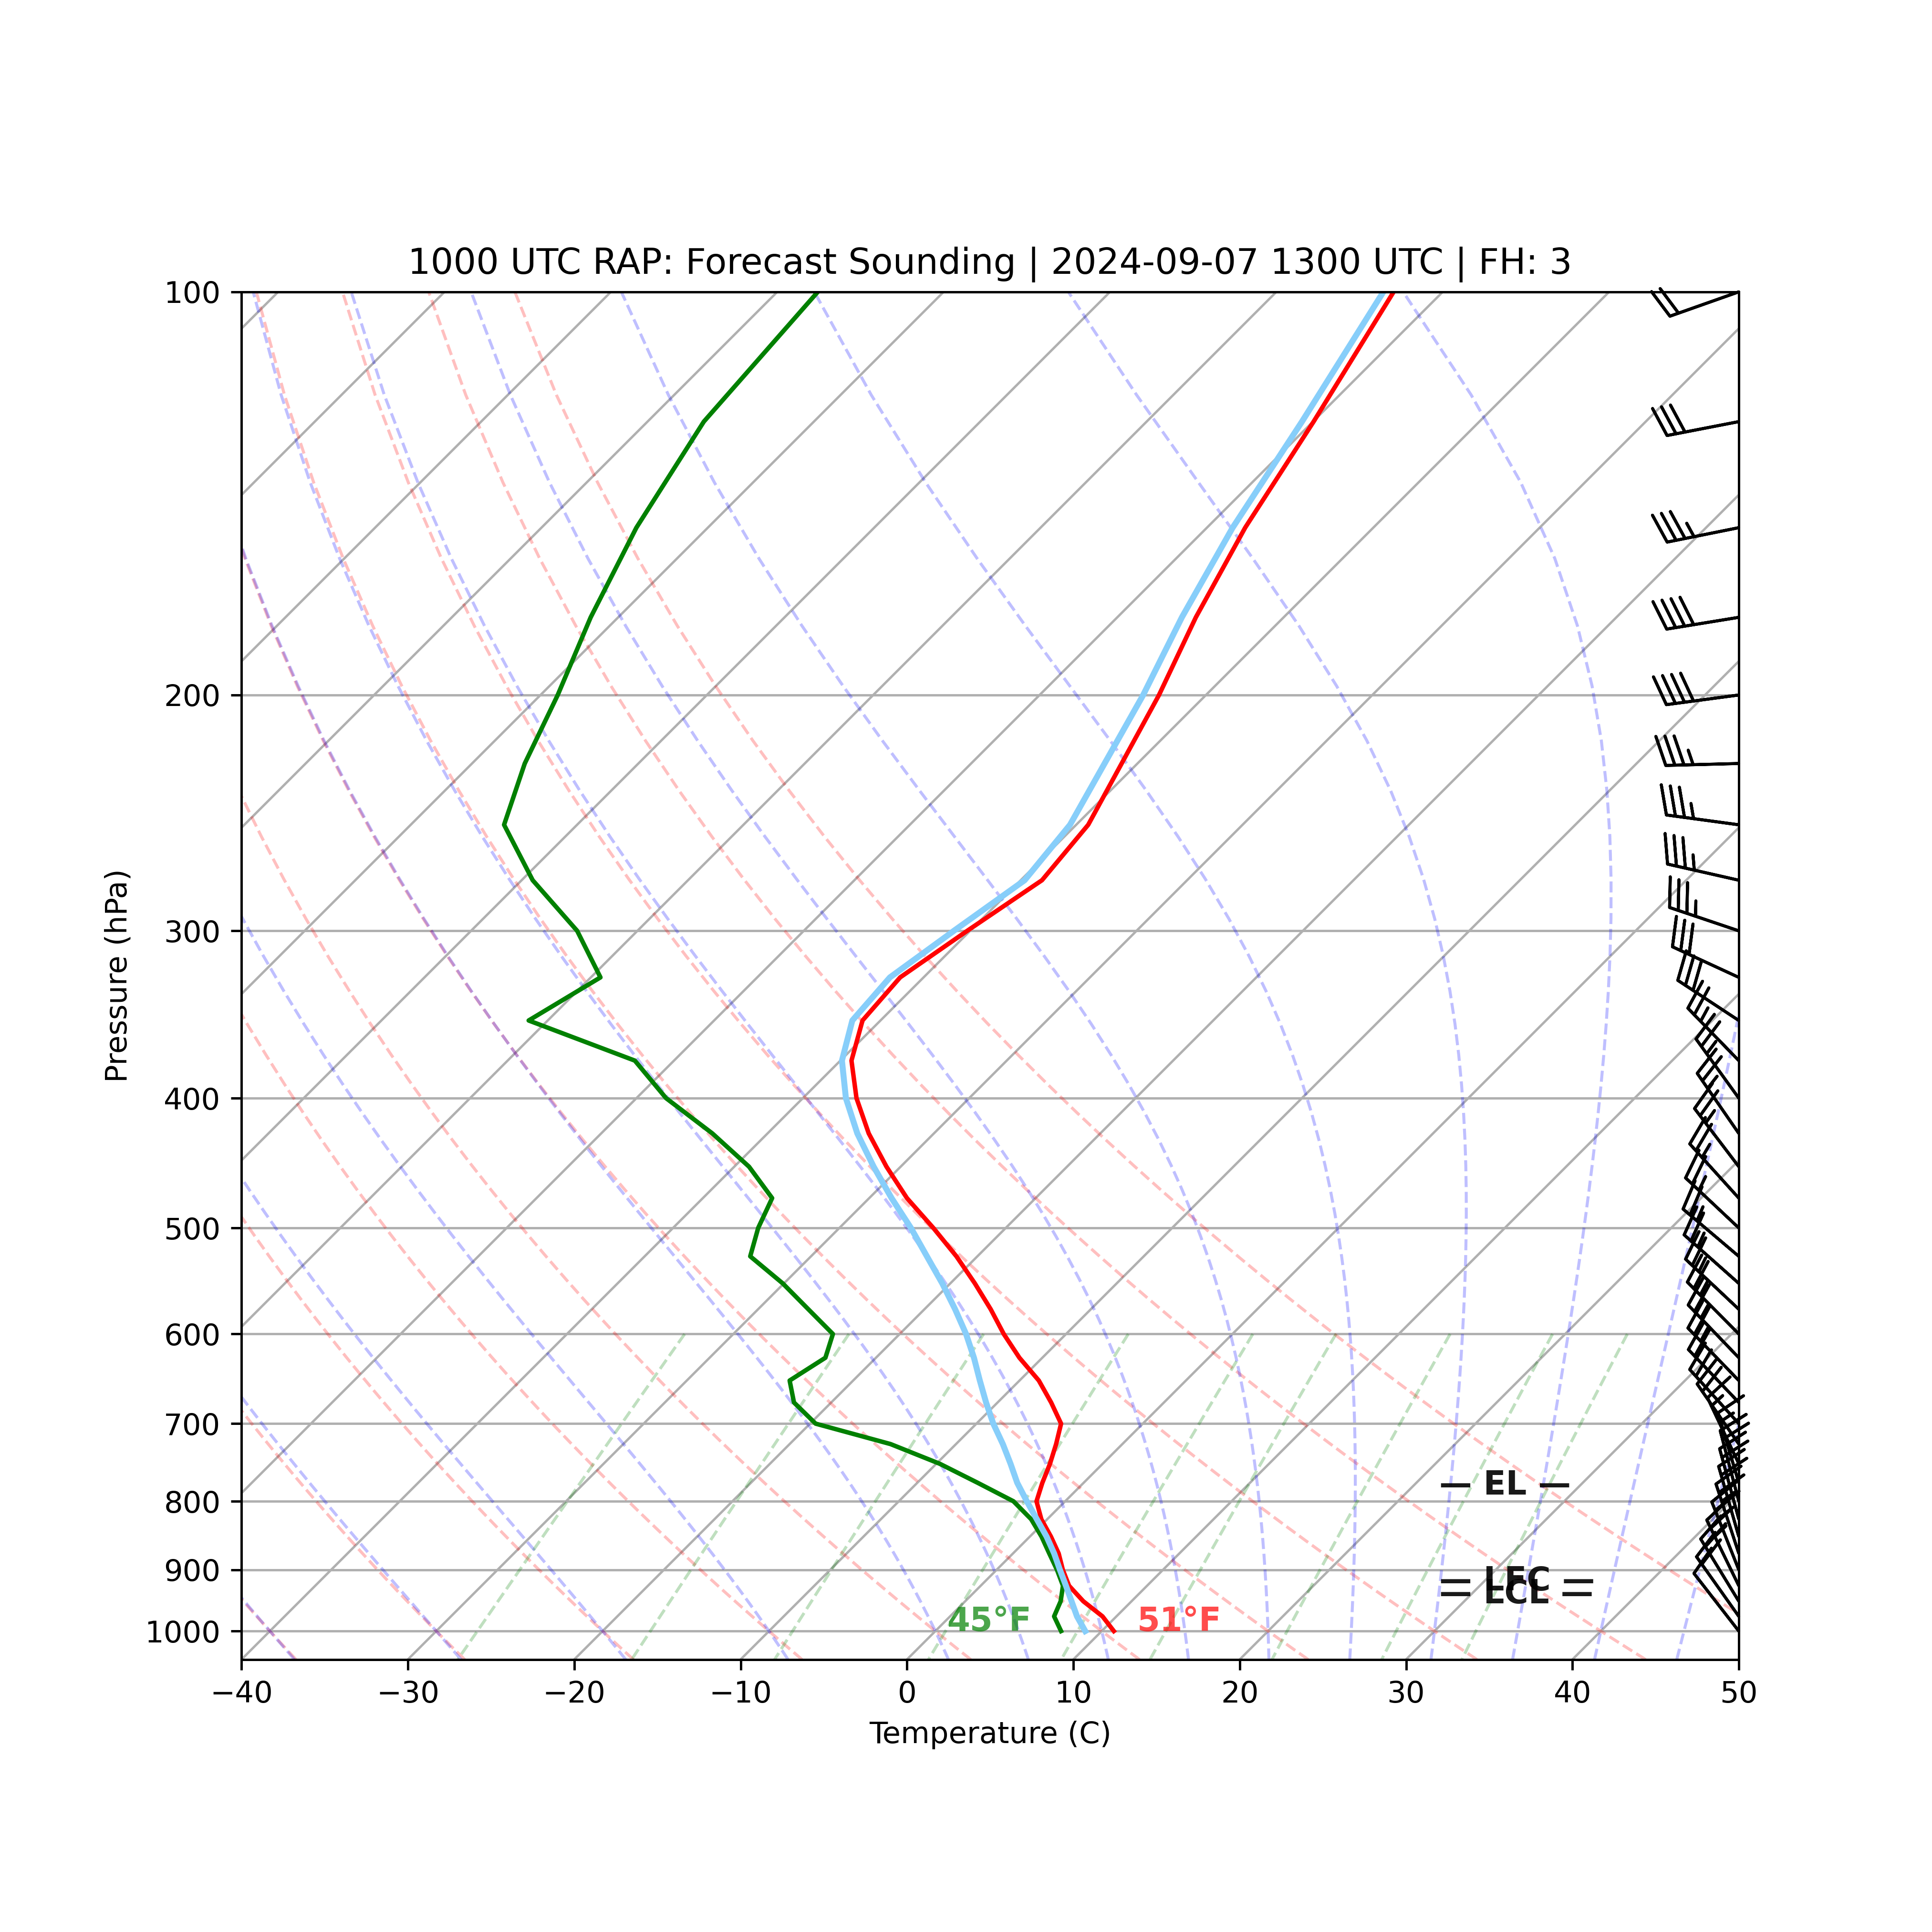 1000 UTC RAP: Forecast Sounding | 2024-09-07 1300 UTC | FH: 3
100
200
300
400
500
600
700
800
900
1000
Pressure (hPa)
— EL —
— LFC —
— LCL —
45°F
51°F
−40 −30 −20 −10 0 10 20 30 40 50
Temperature (C)